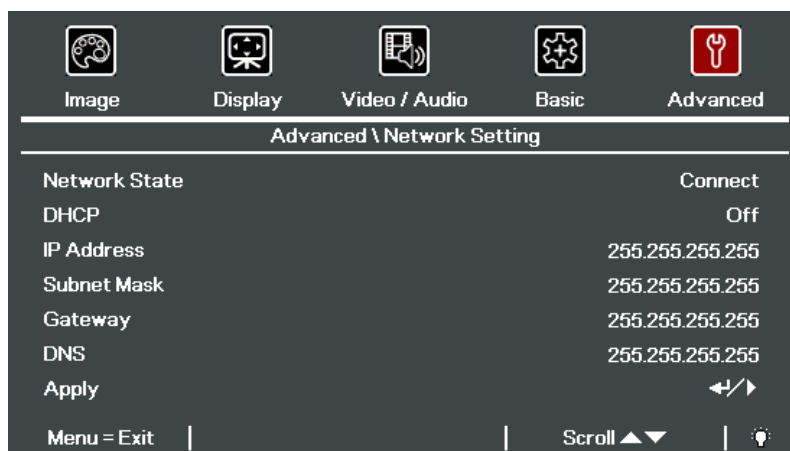 Image Display Video / Audio Basic Advanced
Advanced \ Network Setting
Network State Connect
DHCP Off
IP Address 255.255.255.255
Subnet Mask 255.255.255.255
Gateway 255.255.255.255
DNS 255.255.255.255
Apply
Menu = Exit Scroll